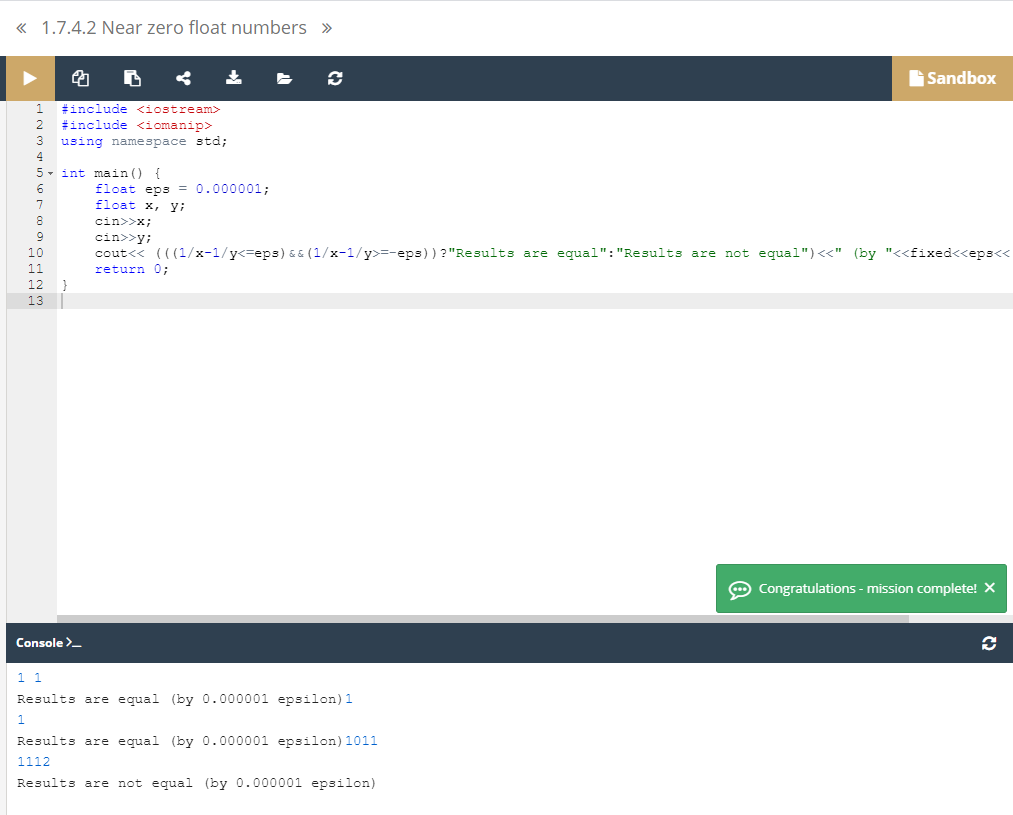 « 1.7.4.2 Near zero float numbers »
Sandbox
1 #include <iostream>
2 #include <iomanip>
3 using namespace std;
4
5 int main() {
6 float eps = 0.000001;
7 float x, y;
8 cin>>x;
9 cin>>y;
10 cout<< (((1/x-1/y<=eps)&&(1/x-1/y>=-eps))?"Results are equal":"Results are not equal")<<" (by "<<fixed<<eps<<
11 return 0;
12 }
13
Congratulations - mission complete! ×
Console >_
1 1
Results are equal (by 0.000001 epsilon)1
1
Results are equal (by 0.000001 epsilon)1011
1112
Results are not equal (by 0.000001 epsilon)